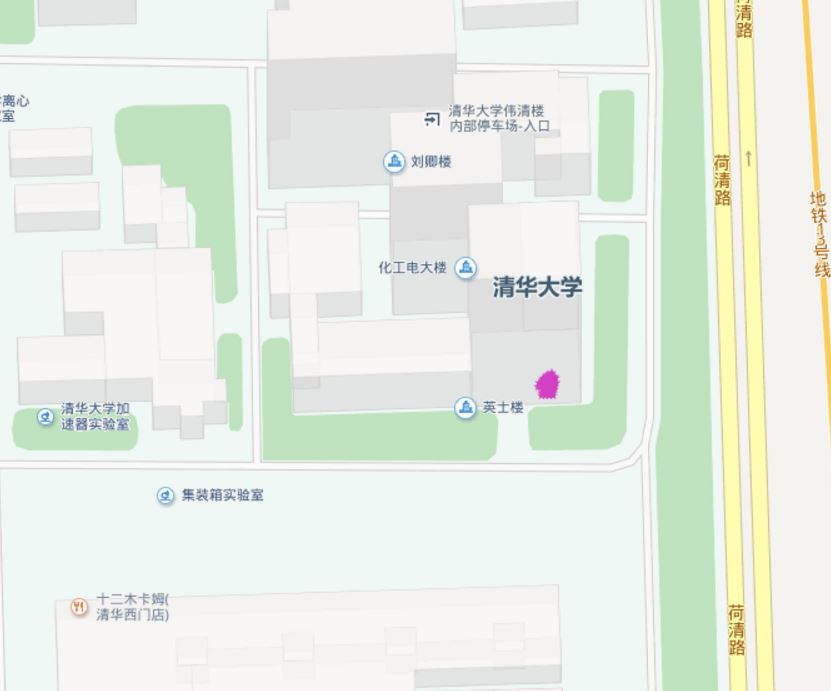 荷清路
离心
室
清华大学伟清楼
内部停车场-入口
刘卿楼
荷清路
地铁13号线
化工电大楼
清华大学
清华大学加
速器实验室
英士楼
集装箱实验室
十二木卡姆(
清华西门店)
荷清路